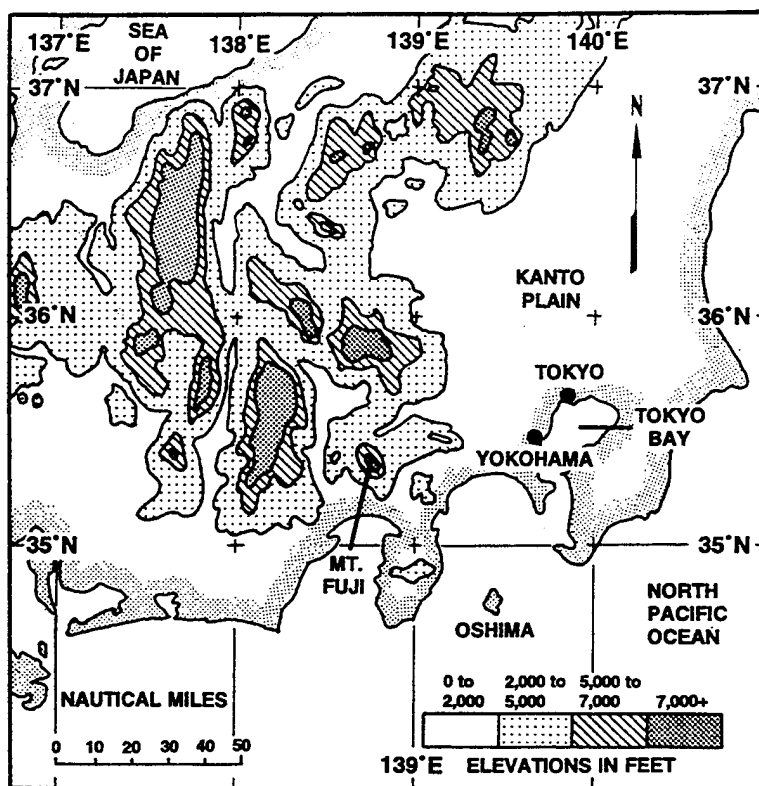 137°E
SEA
OF
JAPAN
138°E
139°E
140°E
37°N
37°N
N
KANTO
PLAIN
36°N
36°N
TOKYO
TOKYO
BAY
YOKOHAMA
35°N
35°N
MT.
FUJI
OSHIMA
NORTH
PACIFIC
OCEAN
NAUTICAL MILES
0 10 20 30 40 50
0 to 2,000 to 5,000 to
2,000 5,000 7,000 7,000+
139°E ELEVATIONS IN FEET